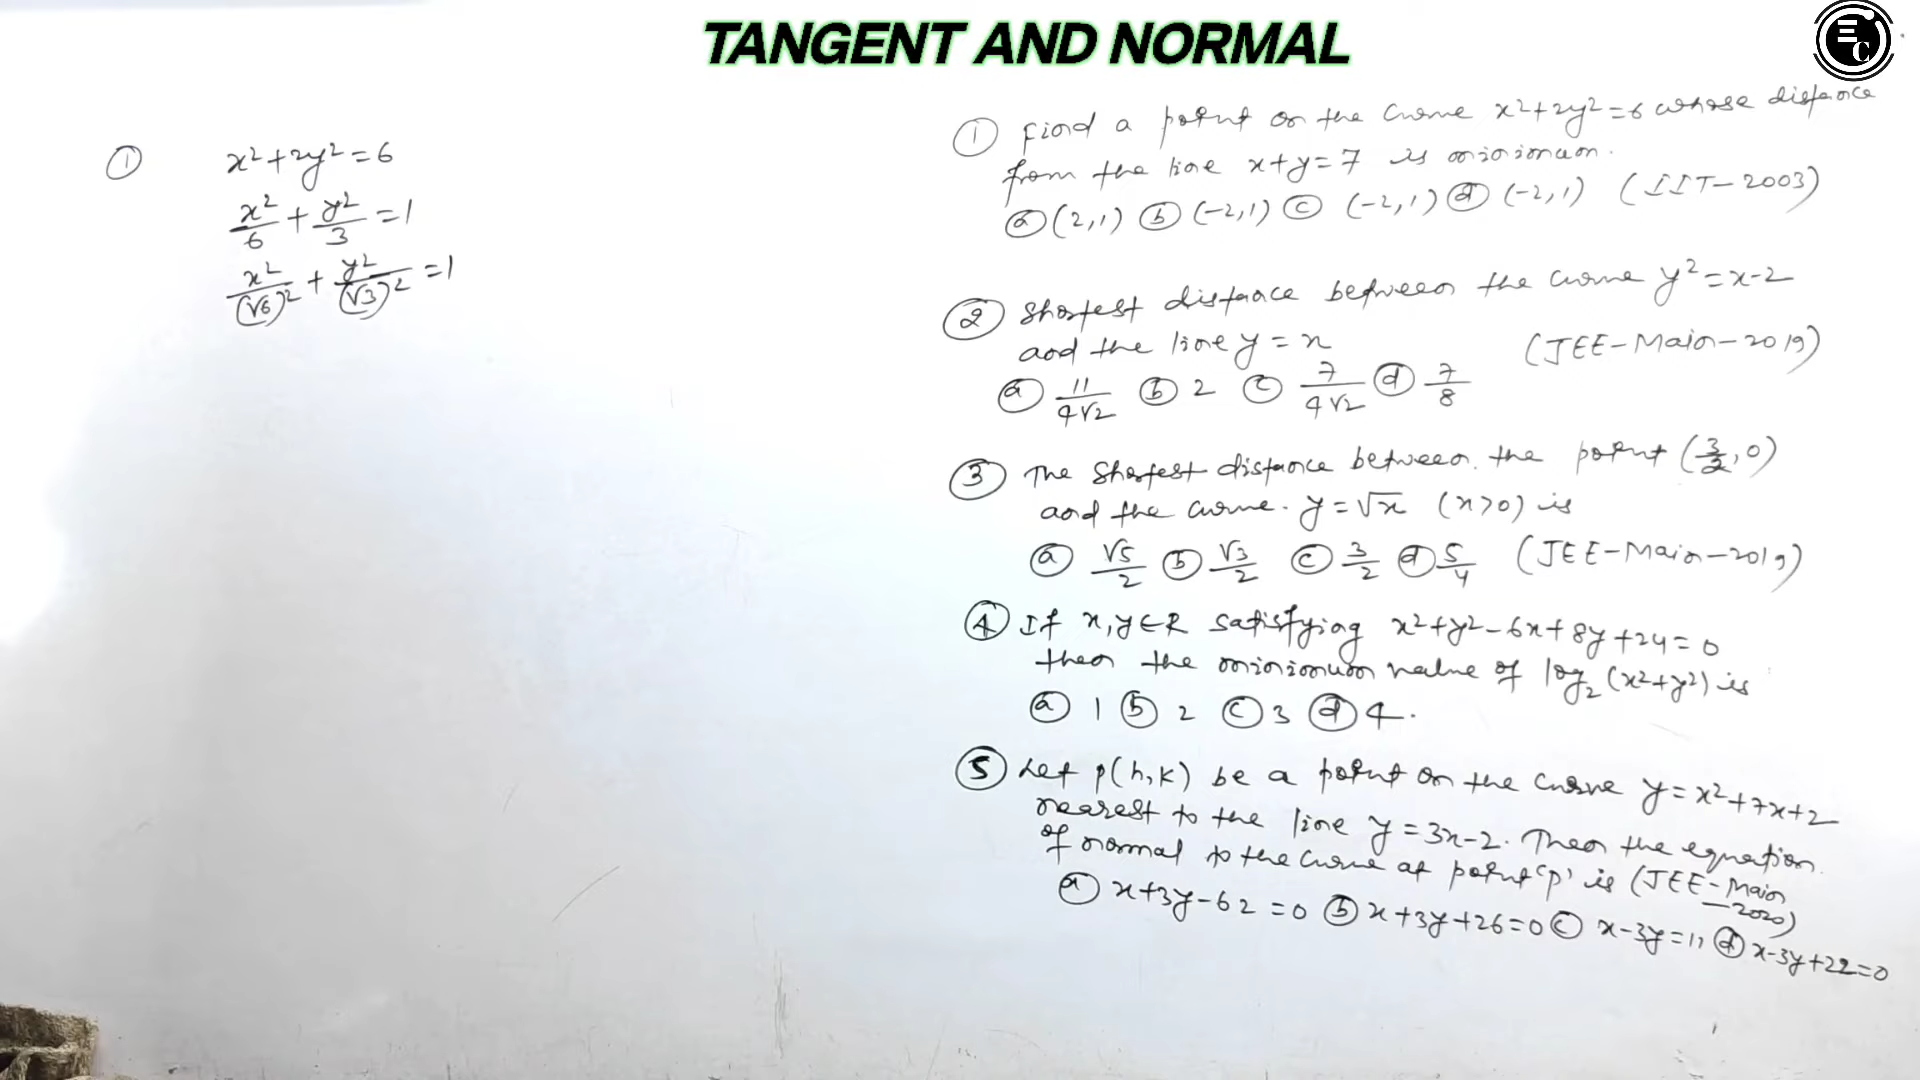 TANGENT AND NORMAL
EC
① x²+2y²=6
x²/6 + y²/3 = 1
x²/(√6)² + y²/(√3)² = 1
① Find a point on the curve x²+2y²=6 whose distance
from the line x+y=7 is minimum.
ⓐ (2,1) ⓑ (-2,1) ⓒ (-2,1) ⓓ (-2,1) (IIT-2003)
② Shortest distance between the curve y²=x-2
and the line y=x (JEE-Main-2019)
ⓐ 11/4√2 ⓑ 2 ⓒ 7/4√2 ⓓ 7/8
③ The Shortest distance between the point (3/2,0)
and the curve. y=√x (x>0) is
ⓐ √5/2 ⓑ √3/2 ⓒ 3/2 ⓓ 5/4 (JEE-Main-2019)
④ If x,y∈R satisfying x²+y²-6x+8y+24=0
then the minimum value of log₂(x²+y²) is
ⓐ 1 ⓑ 2 ⓒ 3 ⓓ 4.
⑤ Let p(h,k) be a point on the curve y=x²+7x+2
nearest to the line y=3x-2. Then the equation
of normal to the curve at point 'p' is (JEE-Main
-2020)
ⓐ x+3y-62=0 ⓑ x+3y+26=0 ⓒ x-3y=11 ⓓ x-3y+22=0